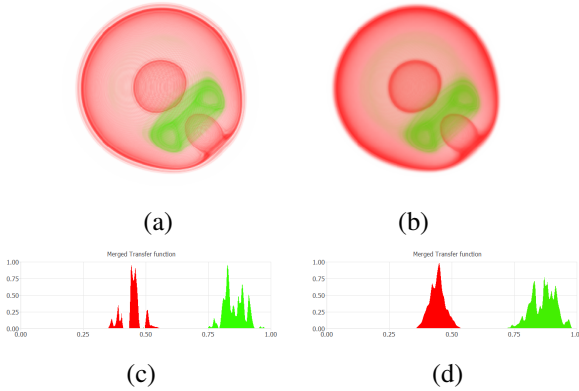 (a) (b)
Merged Transfer function Merged Transfer function
1.00 1.00
0.75 0.75
0.50 0.50
0.25 0.25
0.00 0.00
0.00 0.25 0.50 0.75 1.00 0.00 0.25 0.50 0.75 1.00
(c) (d)